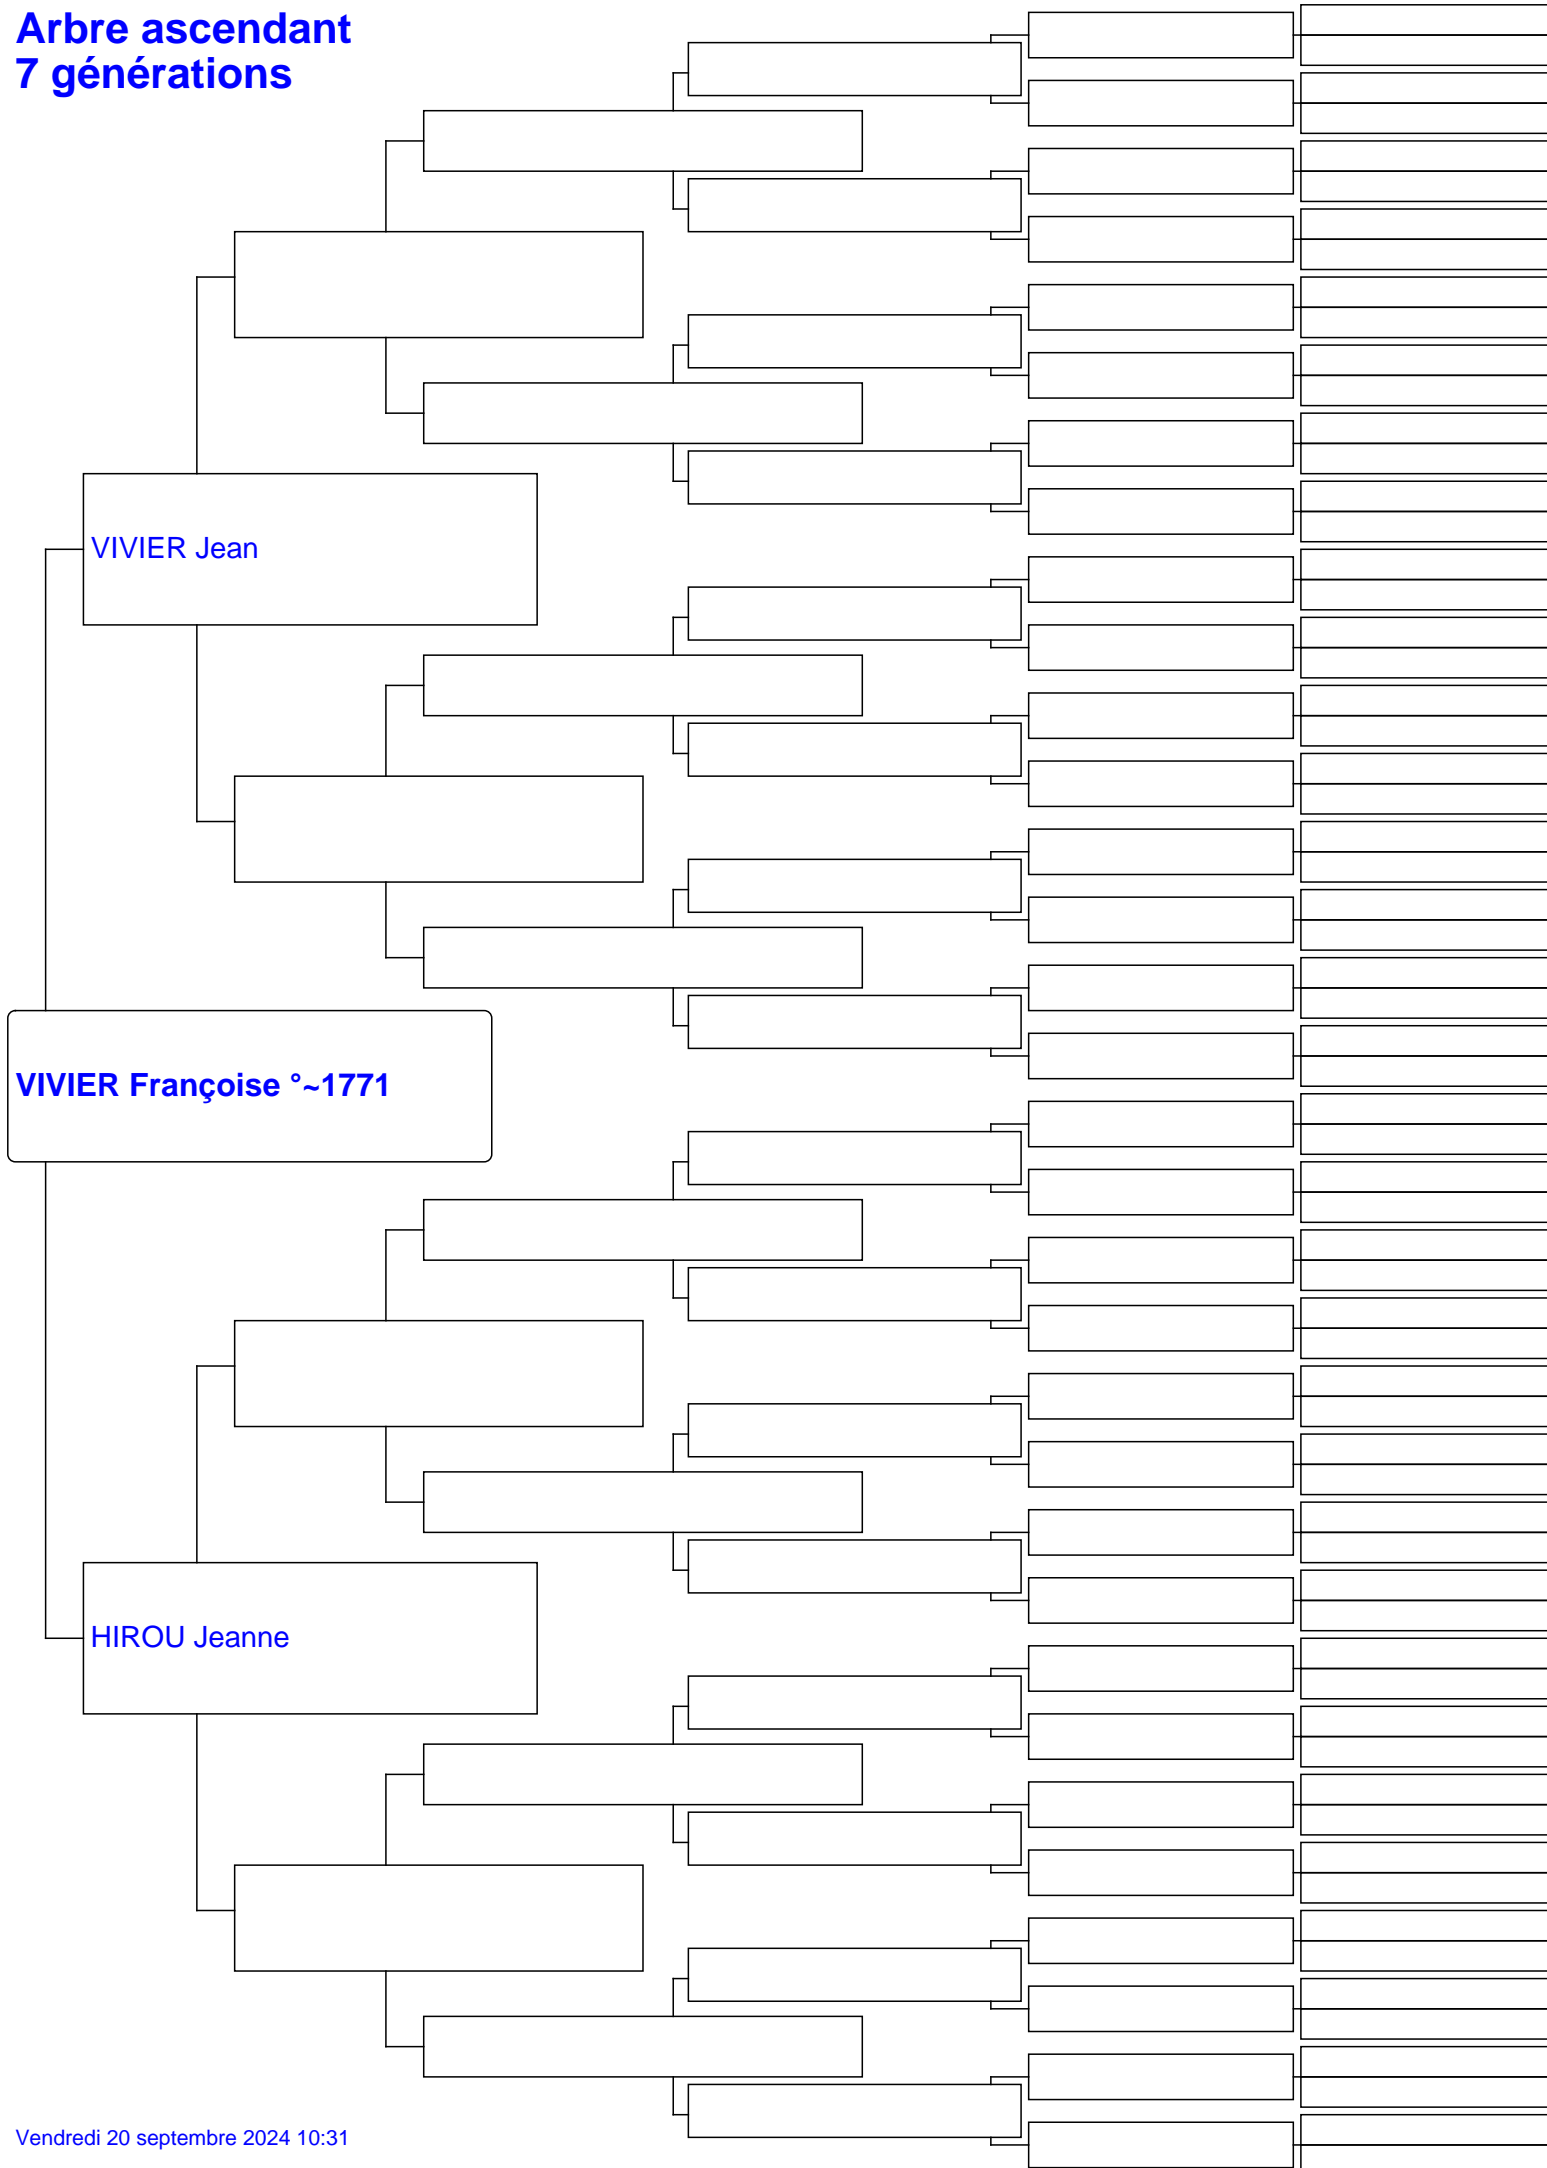 Arbre ascendant
7 générations
VIVIER Jean
VIVIER Françoise °~1771
HIROU Jeanne
Vendredi 20 septembre 2024 10:31